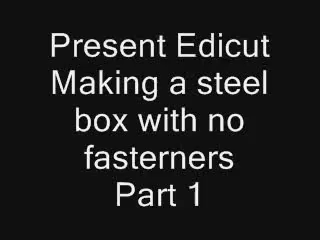 Present Edicut
Making a steel
box with no
fasterners
Part 1